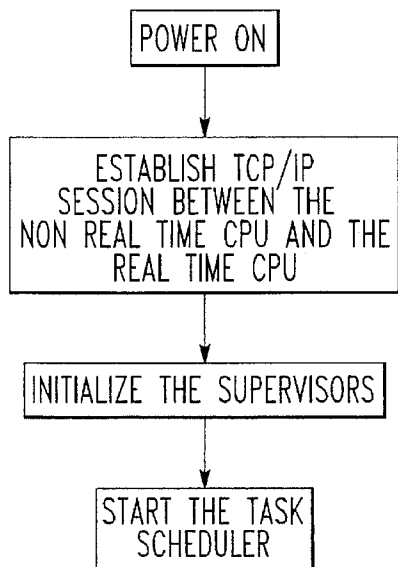 POWER ON
ESTABLISH TCP/IP
SESSION BETWEEN THE
NON REAL TIME CPU AND THE
REAL TIME CPU
INITIALIZE THE SUPERVISORS
START THE TASK
SCHEDULER